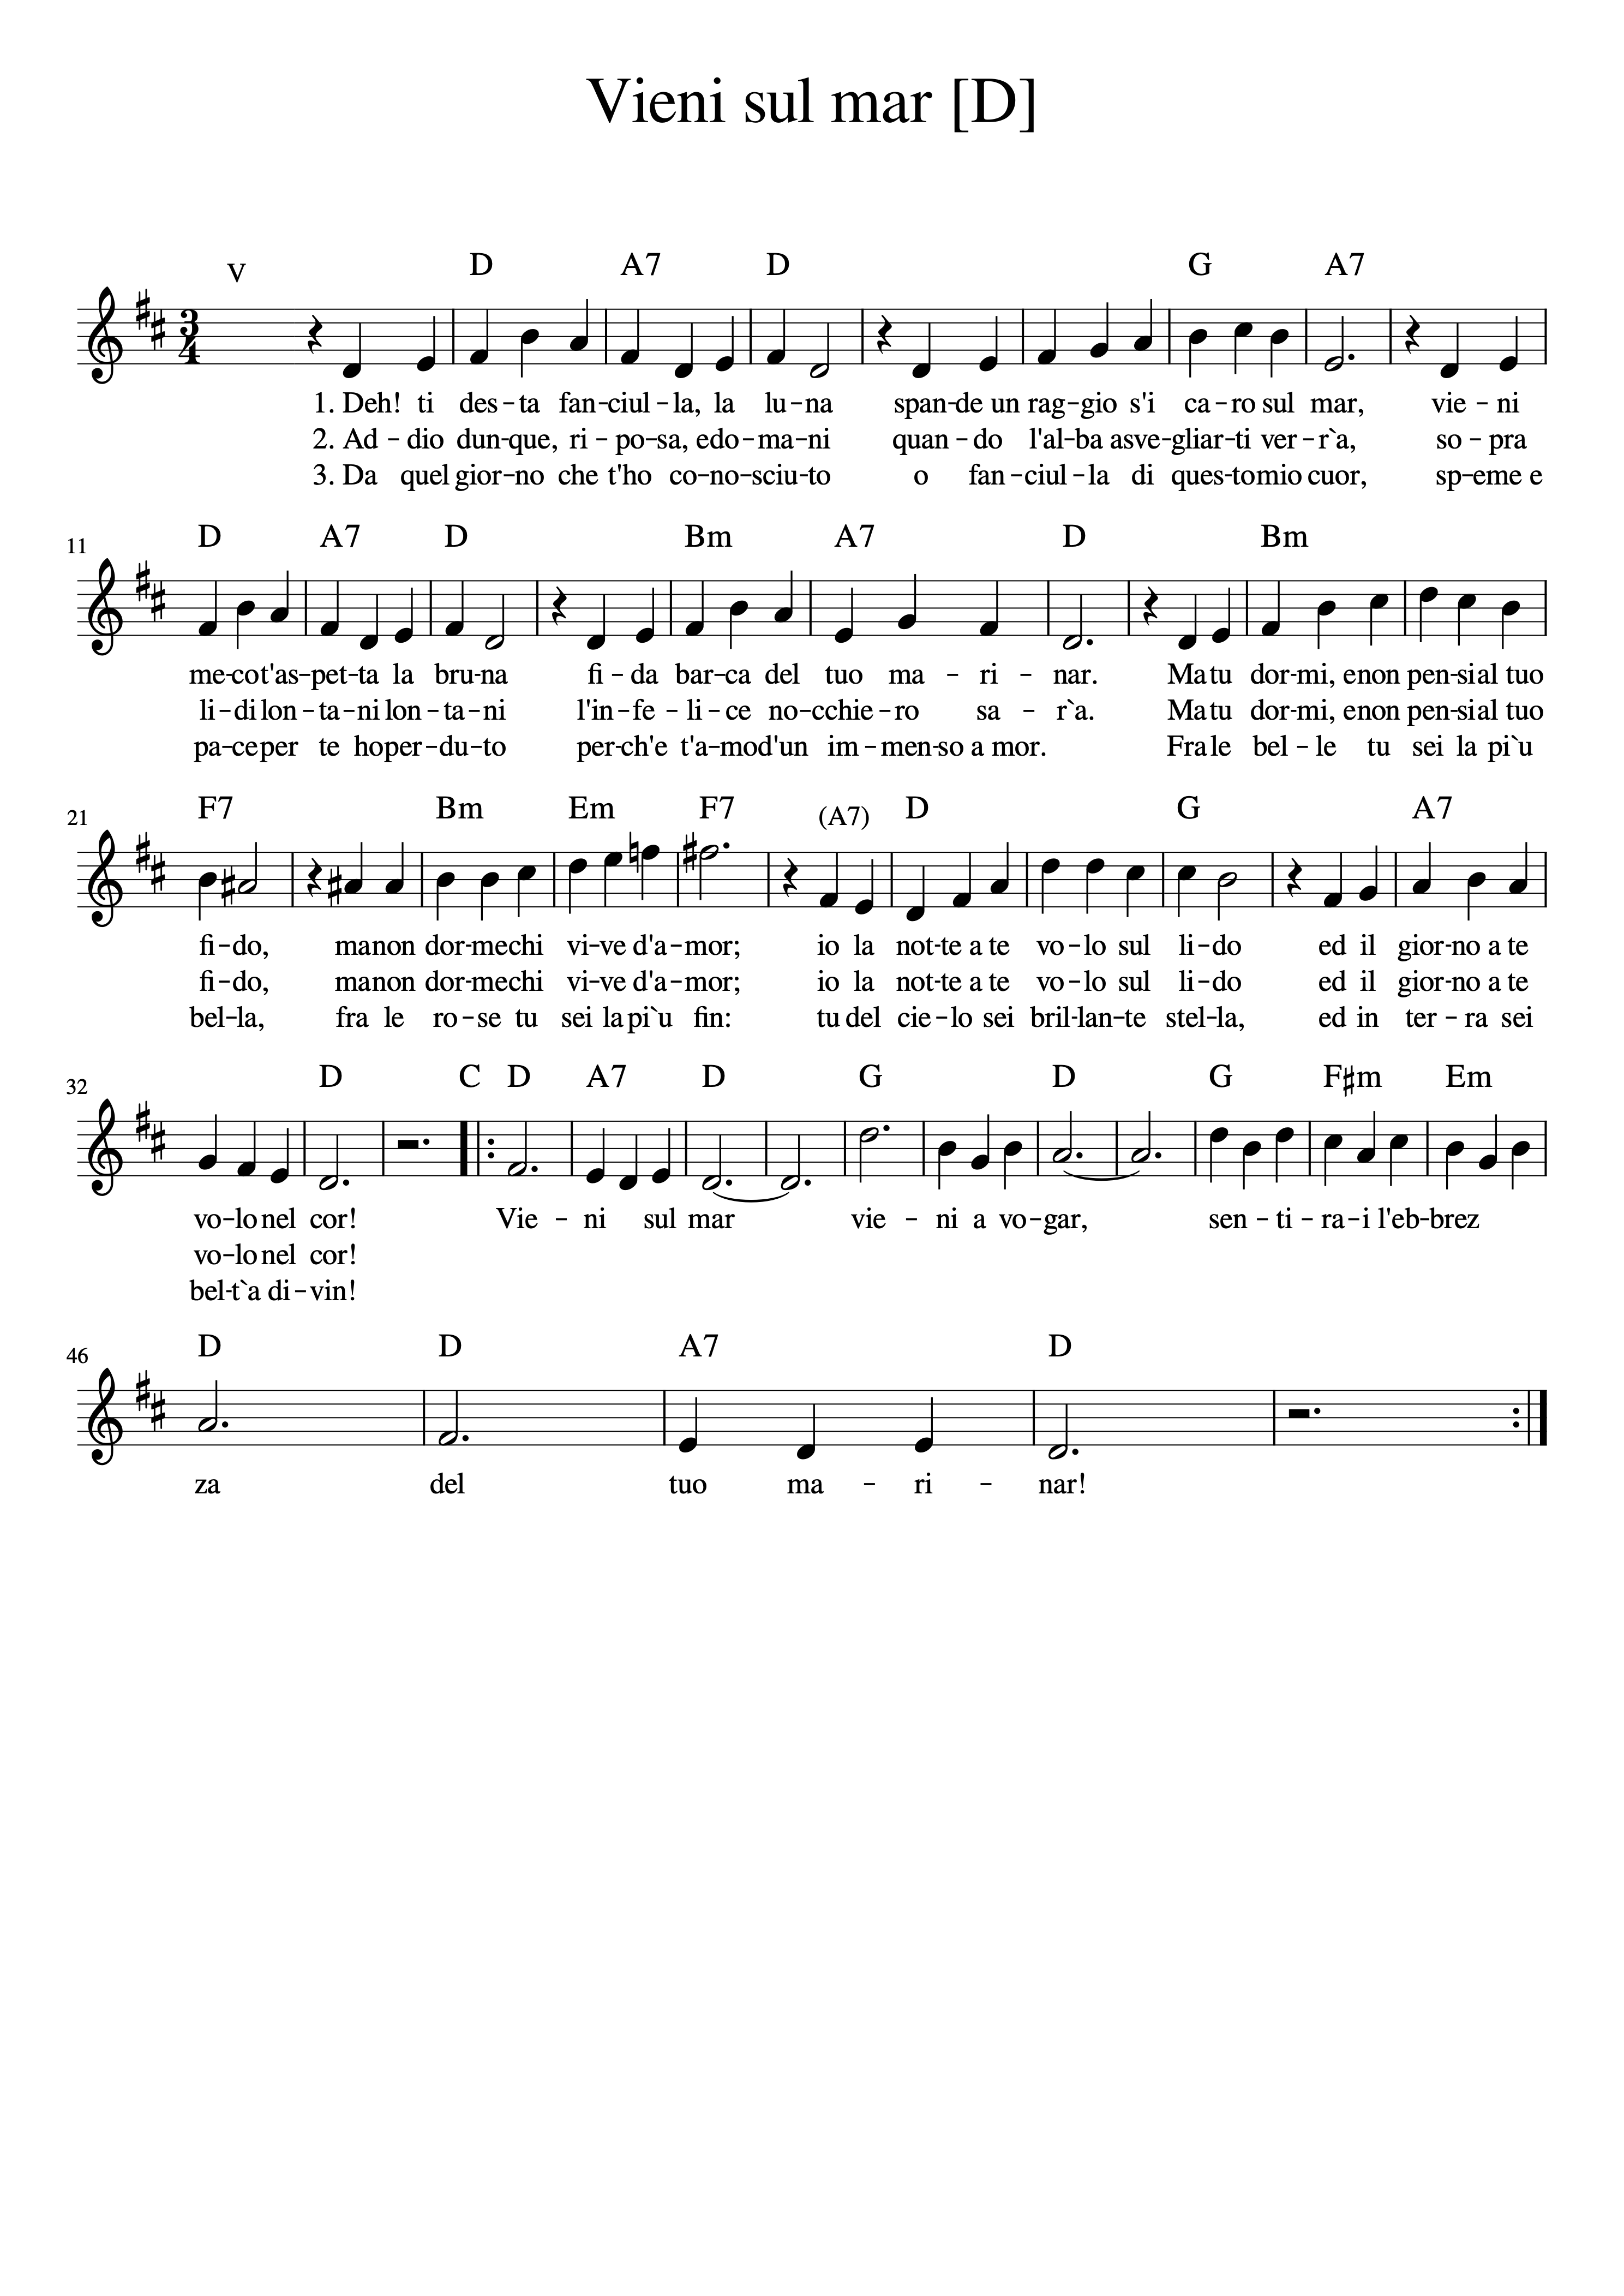 Vieni sul mar [D]
V D A7 D G A7
3 4
1. Deh! ti des-ta fan-ciul-la, la lu-na span-de un rag-gio s'i ca-ro sul mar, vie-ni
2. Ad-dio dun-que, ri-po-sa, edo-ma-ni quan-do l'al-ba asve-gliar-ti ver-r`a, so-pra
3. Da quel gior-no che t'ho co-no-sciu-to o fan-ciul-la di ques-tomio cuor, sp-eme e
11 D A7 D Bm A7 D Bm
me-cot'as-pet-ta la bru-na fi-da bar-ca del tuo ma-ri-nar. Matu dor-mi, enon pen-sial tuo
li-di lon-ta-ni lon-ta-ni l'in-fe-li-ce no-cchie-ro sa-r`a. Matu dor-mi, enon pen-sial tuo
pa-ceper te hoper-du-to per-ch'e t'a-mod'un im-men-so a mor. Frale bel-le tu sei la pi`u
21 F7 Bm Em F7 (A7) D G A7
fi-do, manon dor-mechi vi-ve d'a-mor; io la not-te a te vo-lo sul li-do ed il gior-no a te
fi-do, manon dor-mechi vi-ve d'a-mor; io la not-te a te vo-lo sul li-do ed il gior-no a te
bel-la, fra le ro-se tu sei la pi`u fin: tu del cie-lo sei bril-lan-te stel-la, ed in ter-ra sei
32 D C D A7 D G D G F♯m Em
vo-lo nel cor! Vie-ni sul mar vie-ni a vo-gar, sen-ti-ra-i l'eb-brez
vo-lo nel cor!
bel-t`a di-vin!
46 D D A7 D
za del tuo ma-ri-nar!